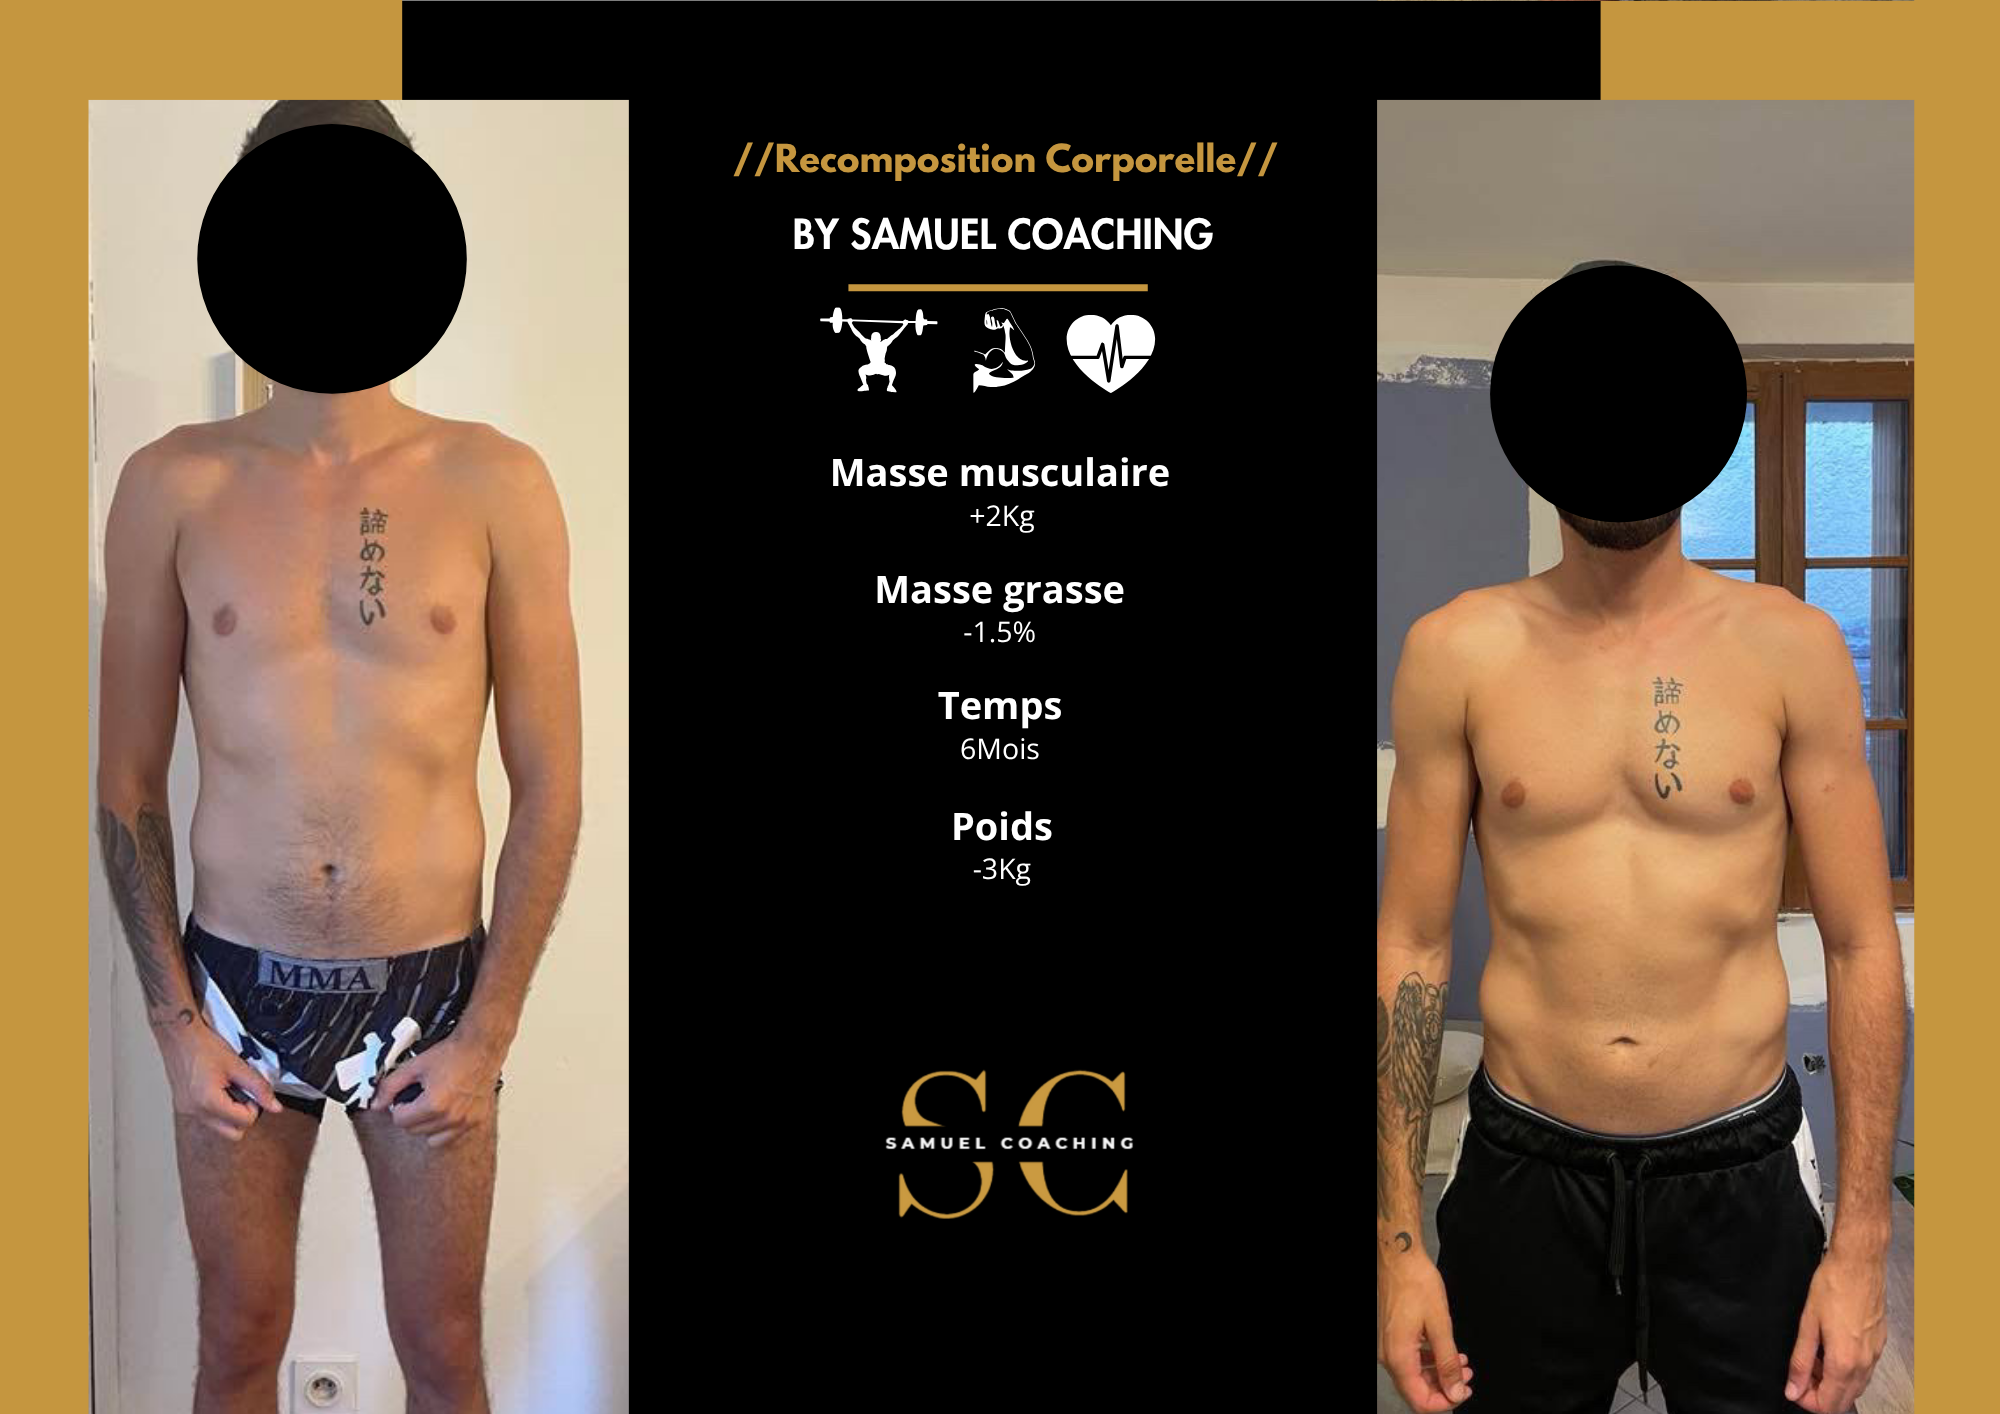 //Recomposition Corporelle//
BY SAMUEL COACHING
諦めない
MMA
Masse musculaire
+2Kg
Masse grasse
-1.5%
Temps
6Mois
Poids
-3Kg
SC
SAMUEL COACHING
諦めない